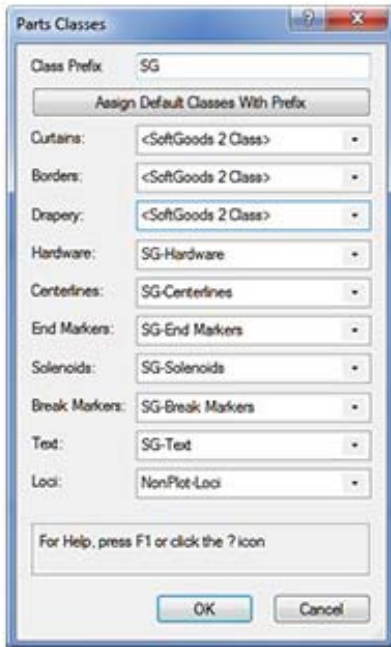 Parts Classes
Class Prefix SG
Assign Default Classes With Prefix
Curtains: <SoftGoods 2 Class>
Borders: <SoftGoods 2 Class>
Drapery: <SoftGoods 2 Class>
Hardware: SG-Hardware
Centerlines: SG-Centerlines
End Markers: SG-End Markers
Solenoids: SG-Solenoids
Break Markers: SG-Break Markers
Text: SG-Text
Loci: NonPlot-Loci
For Help, press F1 or click the ? icon
OK Cancel